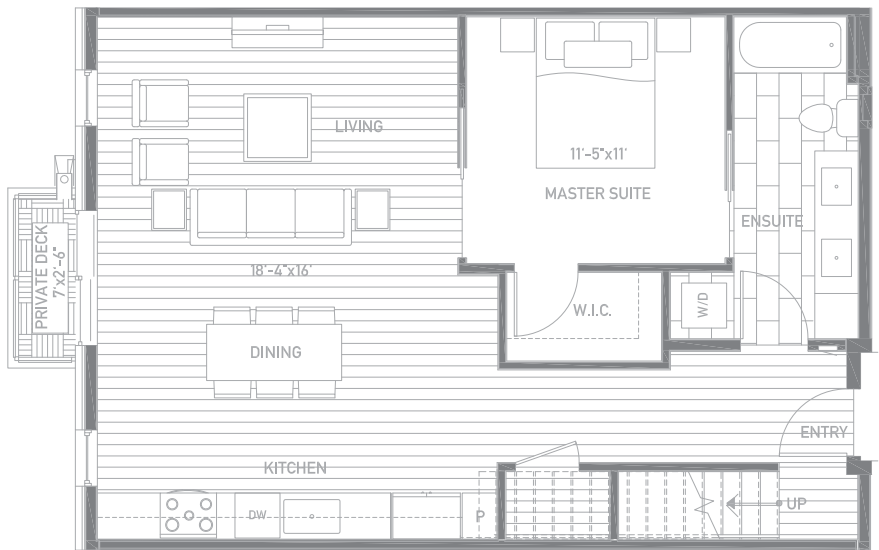 LIVING
11'-5"x11'
MASTER SUITE
ENSUITE
PRIVATE DECK
7'x2'-6"
18'-4"x16'
W.I.C.
W/D
DINING
ENTRY
KITCHEN
DW
P
UP